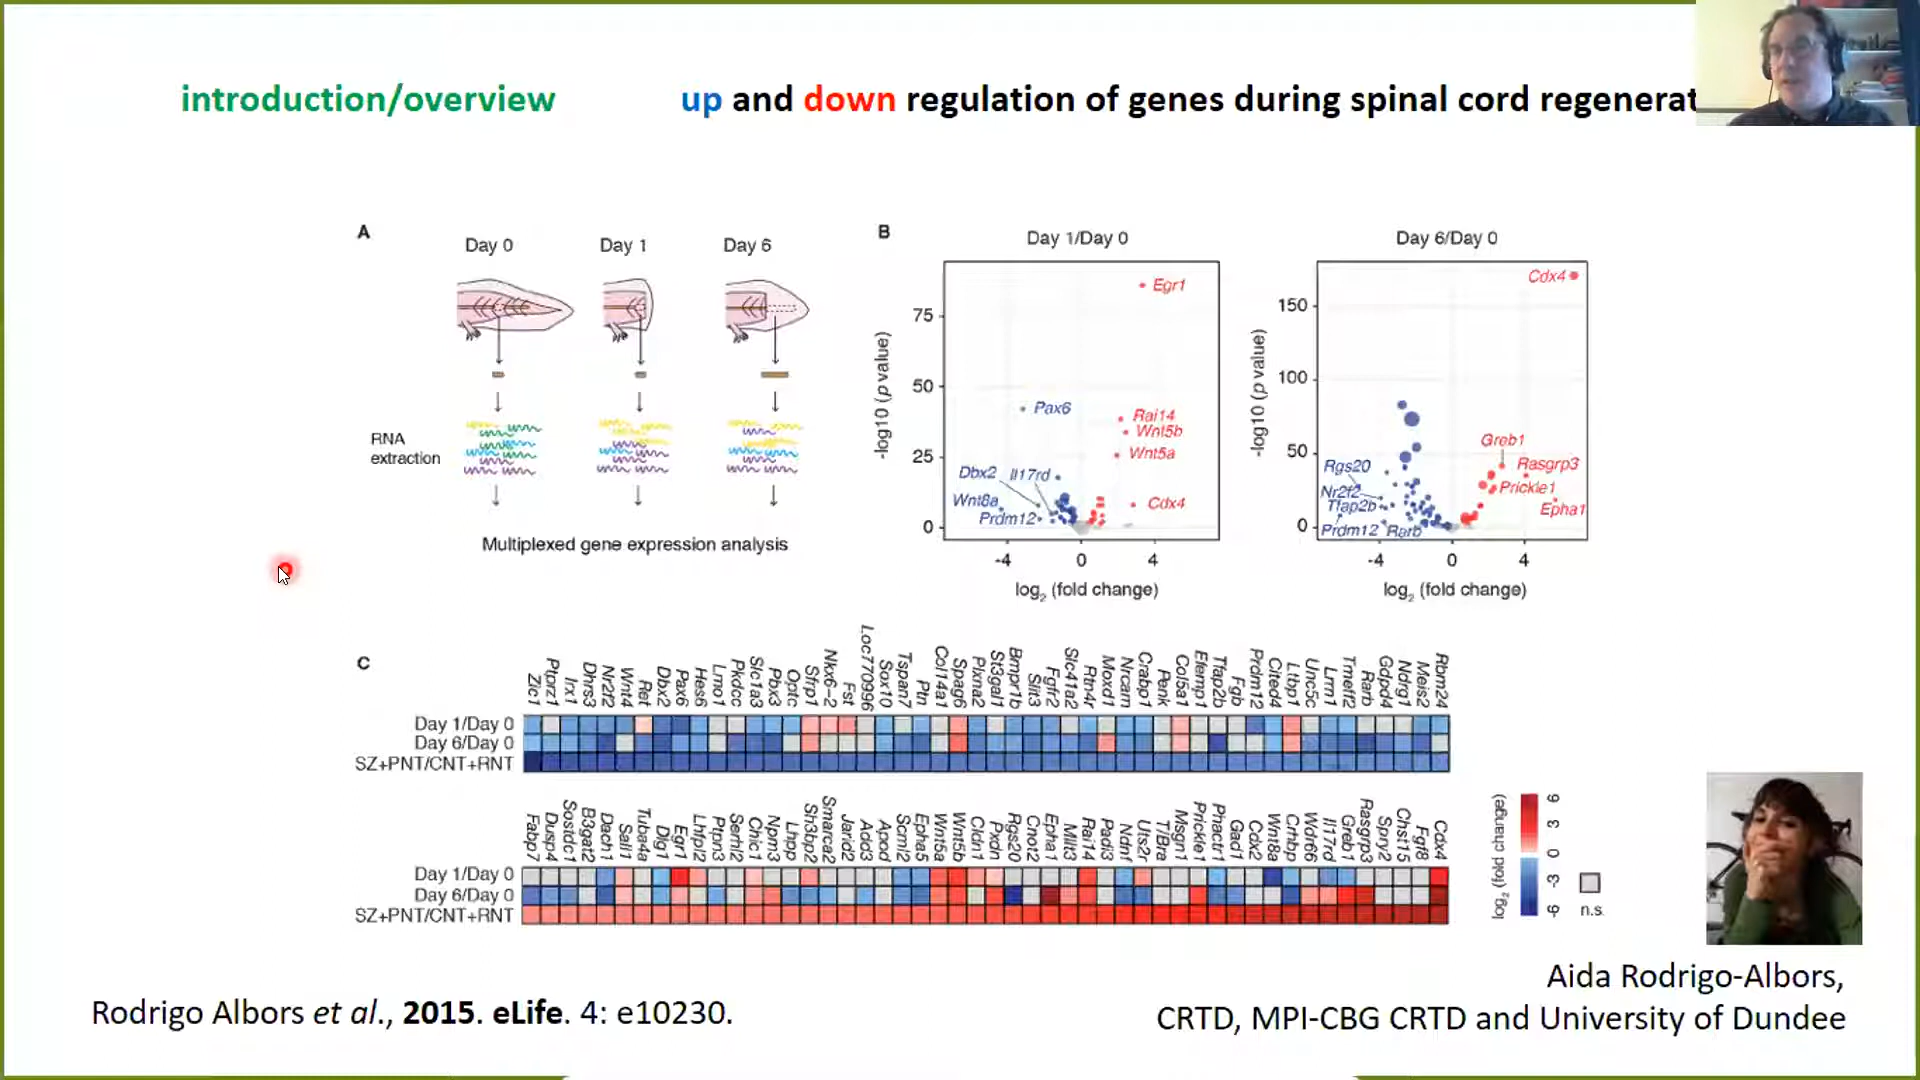 introduction/overview
up and down regulation of genes during spinal cord regenerat
A
Day 0
Day 1
Day 6
RNA
extraction
Multiplexed gene expression analysis
B
Day 1/Day 0
75
50
25
0
-log10 (p value)
Egr1
Pax6
Rai14
Wnt5b
Wnt5a
Dbx2
Il17rd
Wnt8a
Prdm12
Cdx4
-4
0
4
log2 (fold change)
Day 6/Day 0
150
100
50
0
-log10 (p value)
Cdx4
Greb1
Rgs20
Rasgrp3
Nr2f2
Prickle1
Tfap2b
Epha1
Prdm12
Rarb
-4
0
4
log2 (fold change)
C
Zic1 Ptprz1 Irx1 Dhrs3 Nr2f2 Wnt4 Ret Dbx2 Pax6 Hes6 Lmo1 Pkdcc Slc1a3 Pbx3 Optc Sfrp1 Nkx6-2 Fst Loc770996 Sox10 Tspan7 Ptn Col14a1 Spag6 Plxna2 St3gal1 Bmpr1b Slit3 Fgfr2 Slc41a2 Rtn4r Moxd1 Nrcam Crabp1 Penk Col5a1 Efemp1 Tfap2b Fgb Prdm12 Cited4 Ltbp1 Unc5c Lrm1 Tmeff2 Rarb Gdpd4 Ndrg1 Meis2 Rbm24
Day 1/Day 0
Day 6/Day 0
SZ+PNT/CNT+RNT
Fabp7 Dusp4 Sostdc1 B3gat2 Dach1 Sall1 Tuba4a Dlg1 Egr1 Lhfpl2 Ptpn3 Serhl2 Chic1 Npm3 Lhpp Sh3bp2 Smarca2 Jarid2 Add3 Apod Scml2 Epha5 Wnt5a Wnt5b Cldn1 Pxdn Rgs20 Cnot2 Epha1 Mllt3 Rai14 Padi3 Ndnf Uts2r T/Bra Msgn1 Prickle1 Phactr1 Gad1 Cdx2 Wnt8a Crhbp Wdr66 Il17rd Greb1 Rasgrp3 Spry2 Chst15 Fgf8 Cdx4
Day 1/Day 0
Day 6/Day 0
SZ+PNT/CNT+RNT
log2 (fold change)
6
3
0
-3
-6
n.s.
Aida Rodrigo-Albors,
Rodrigo Albors et al., 2015. eLife. 4: e10230.
CRTD, MPI-CBG CRTD and University of Dundee